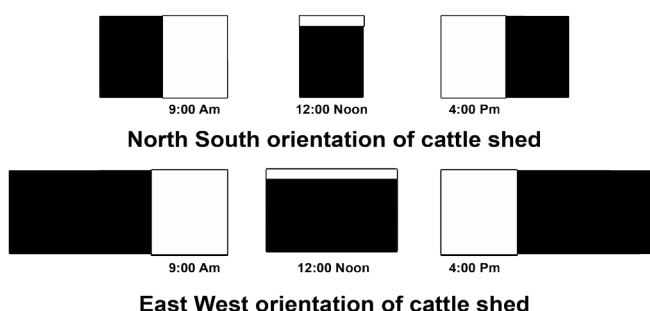 9:00 Am 12:00 Noon 4:00 Pm
North South orientation of cattle shed
9:00 Am 12:00 Noon 4:00 Pm
East West orientation of cattle shed